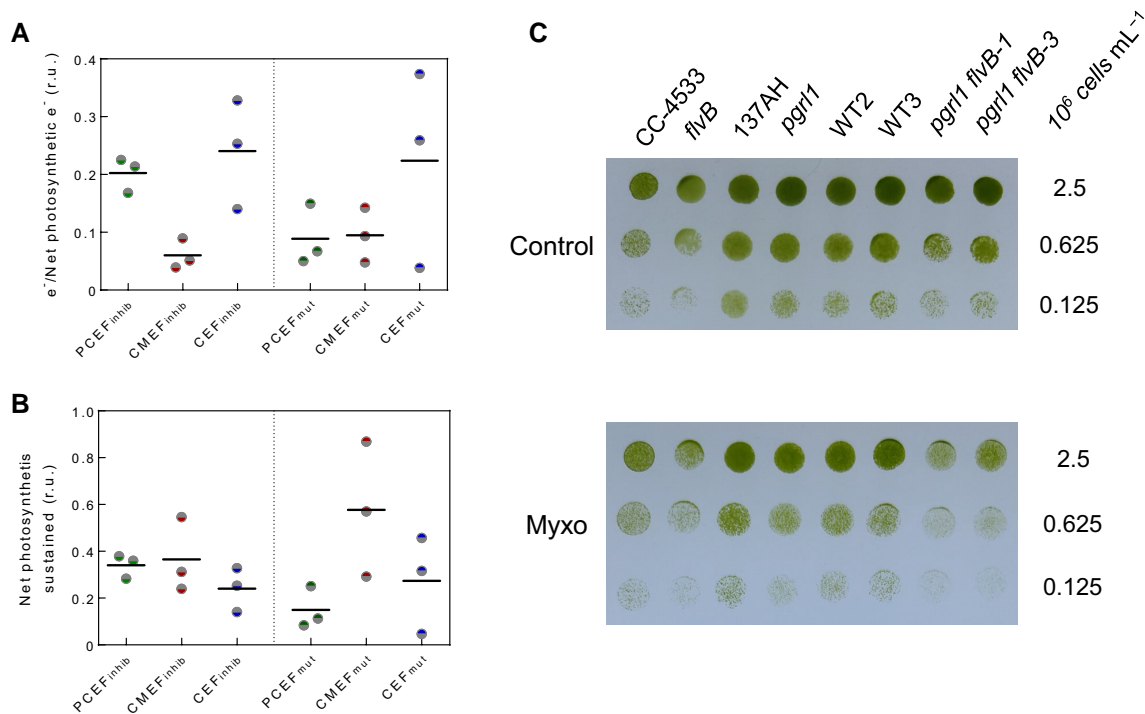 A
e⁻/Net photosynthetic e⁻ (r.u.)
0.4
0.3
0.2
0.1
0
PCEFinhib
CMEFinhib
CEFinhib
PCEFmut
CMEFmut
CEFmut
B
Net photosynthetis
sustained (r.u.)
1.0
0.8
0.6
0.4
0.2
0
PCEFinhib
CMEFinhib
CEFinhib
PCEFmut
CMEFmut
CEFmut
C
CC-4533
flvB
137AH
pgrl1
WT2
WT3
pgrl1 flvB-1
pgrl1 flvB-3
10⁶ cells mL⁻¹
Control
2.5
0.625
0.125
Myxo
2.5
0.625
0.125